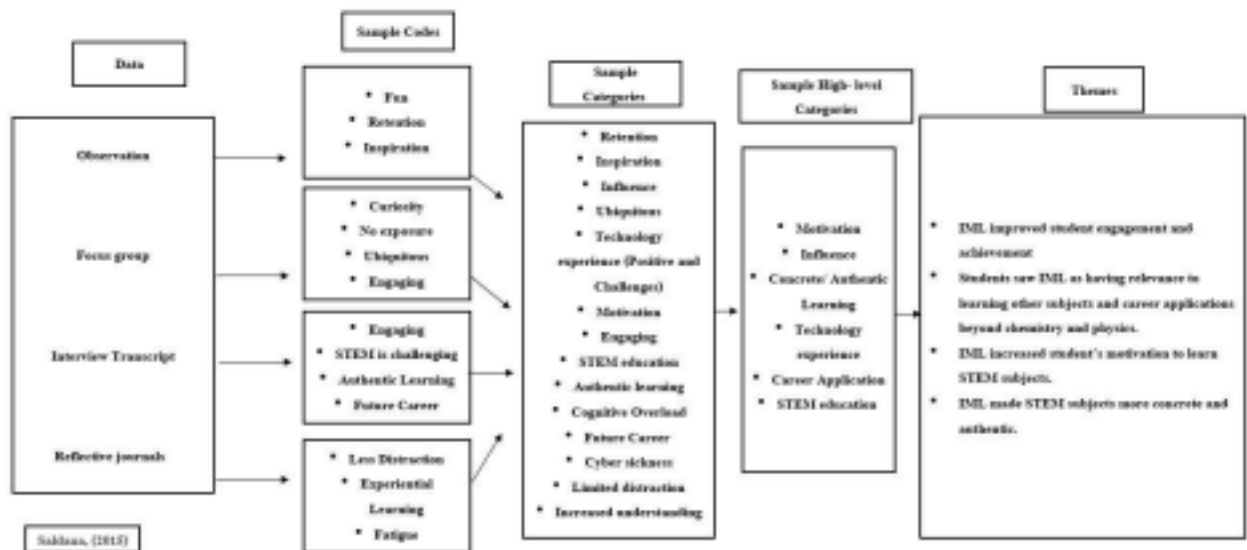 Data
Observation
Focus group
Interview Transcript
Reflective journals
Saldana, (2015)
Sample Codes
* Fun
* Retention
* Inspiration
* Curiosity
* No exposure
* Ubiquitous
* Engaging
* Engaging
* STEM is challenging
* Authentic Learning
* Future Career
* Less Distraction
* Experiential
Learning
* Fatigue
Sample
Categories
* Retention
* Inspiration
* Influence
* Ubiquitous
* Technology
experience (Positive and
Challenges)
* Motivation
* Engaging
* STEM education
* Authentic learning
* Cognitive Overload
* Future Career
* Cyber sickness
* Limited distraction
* Increased understanding
Sample High- level
Categories
* Motivation
* Influence
* Concrete/ Authentic
Learning
* Technology
experience
* Career Application
* STEM education
Themes
* IML improved student engagement and
achievement
* Students saw IML as having relevance to
learning other subjects and career applications
beyond chemistry and physics.
* IML increased student's motivation to learn
STEM subjects.
* IML made STEM subjects more concrete and
authentic.